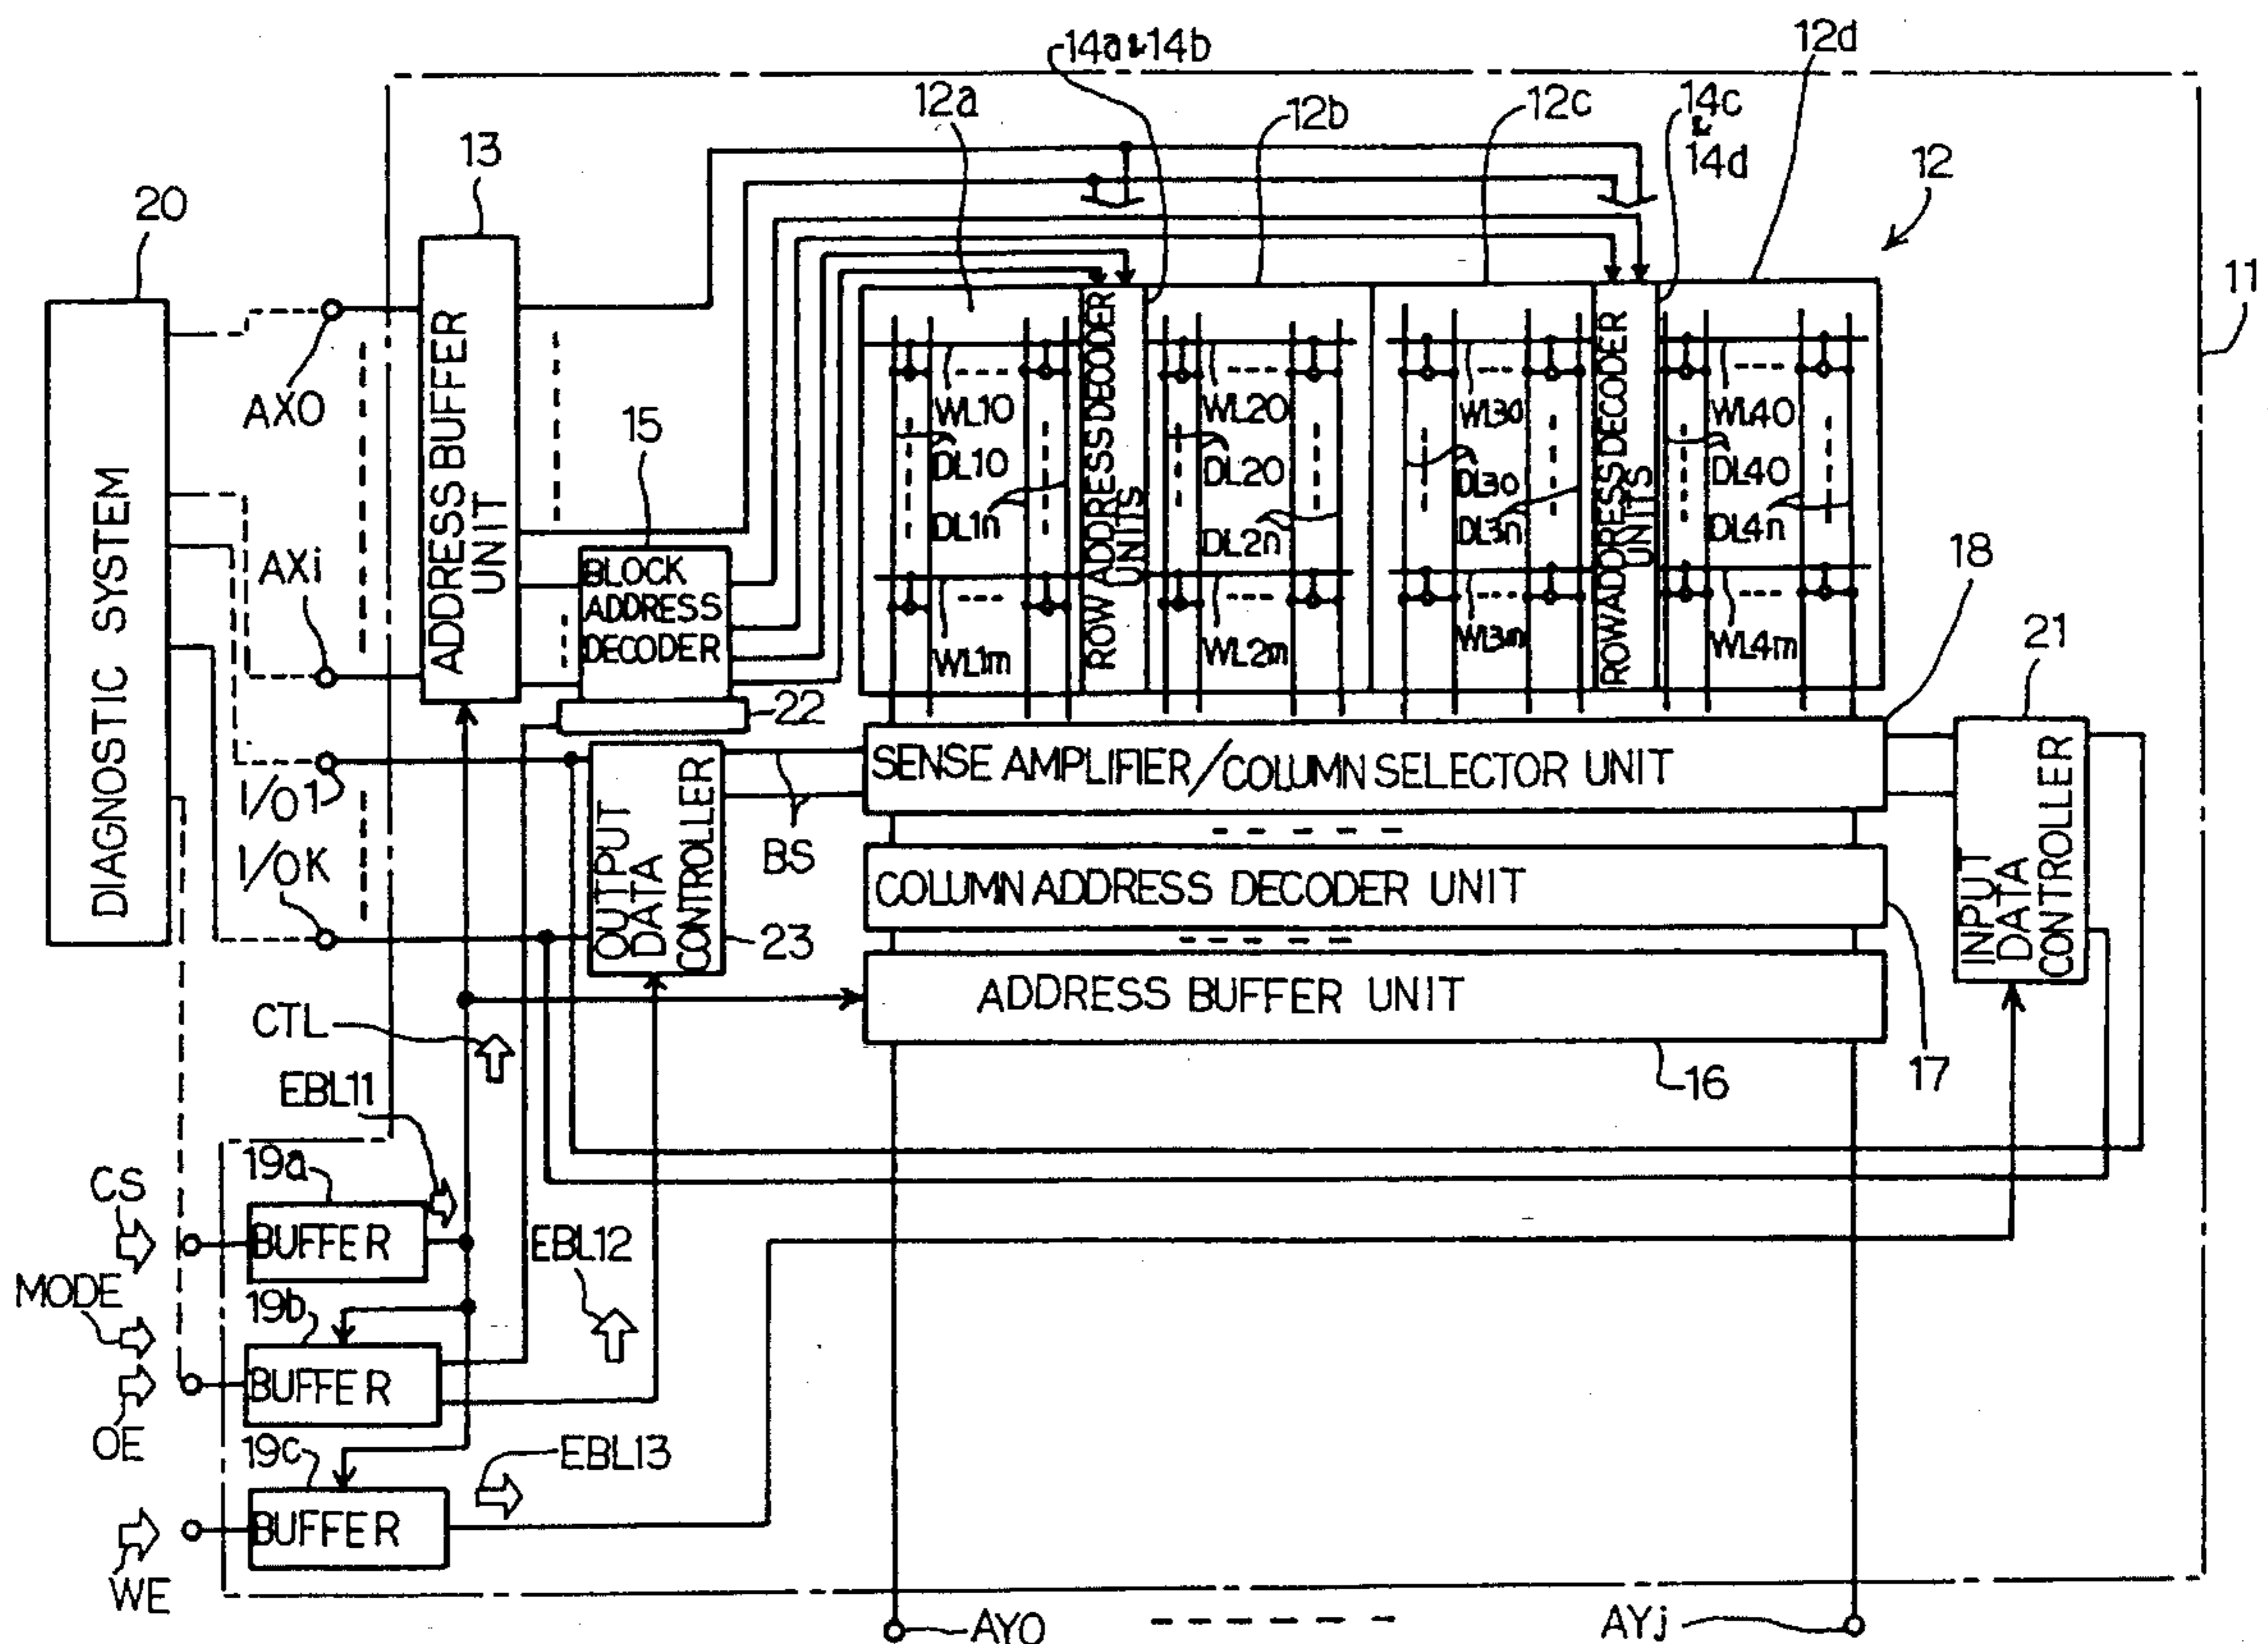 14a & 14b
12d
12a
12b
12c
14c
&
14d
12
13
20
11
AX0
ADDRESS BUFFER
UNIT
15
AXi
BLOCK
ADDRESS
DECODER
22
DIAGNOSTIC SYSTEM
ROW ADDRESS DECODER
UNITS
ROW ADDRESS DECODER
UNITS
WL10
DL10
DL1n
WL1m
WL20
DL20
DL2n
WL2m
WL30
DL30
DL3n
WL3m
WL40
DL40
DL4n
WL4m
18
21
I/O1
I/OK
OUTPUT
DATA
CONTROLLER
23
BS
SENSE AMPLIFIER/COLUMN SELECTOR UNIT
COLUMN ADDRESS DECODER UNIT
ADDRESS BUFFER UNIT
INPUT
DATA
CONTROLLER
16
17
CTL
EBL11
19a
CS
BUFFER
EBL12
MODE
19b
BUFFER
OE
19c
EBL13
BUFFER
WE
AY0
AYj